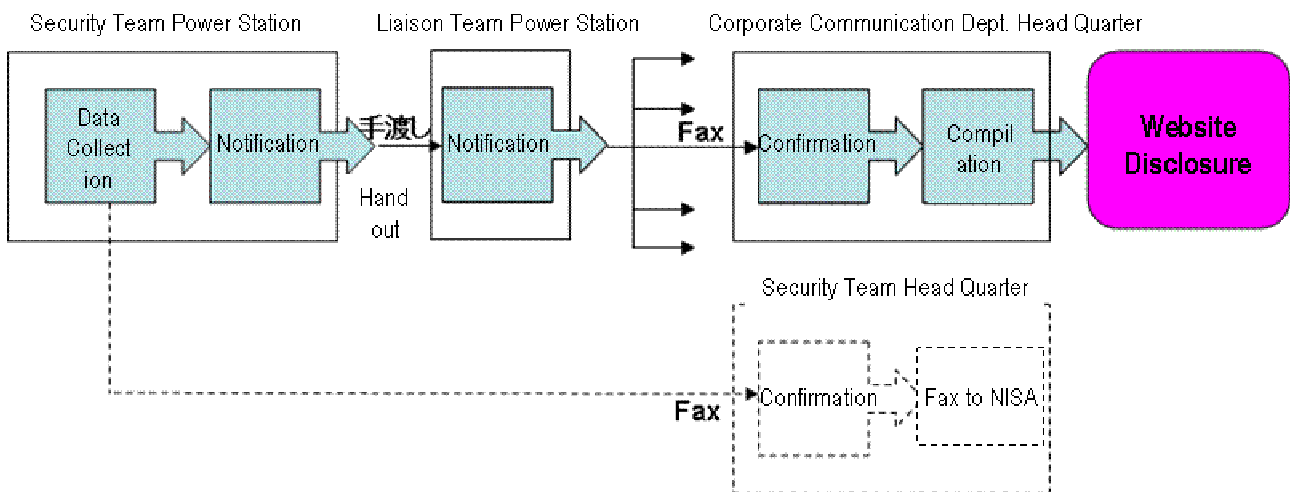 Security Team Power Station
Liaison Team Power Station
Corporate Communication Dept. Head Quarter
Data
Collect
ion
Notification
手渡し
Hand
out
Notification
Fax
Confirmation
Compil
ation
Website
Disclosure
Security Team Head Quarter
Fax
Confirmation
Fax to NISA